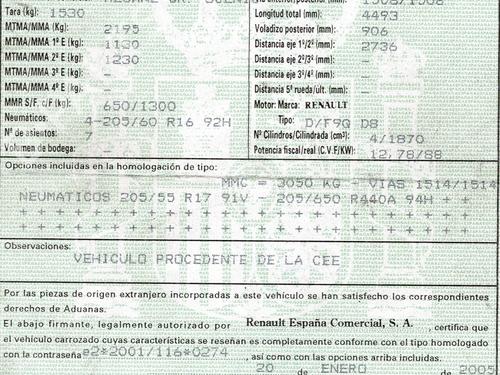 Tara (kg): 1530 Longitud total (mm): 4493
MTMA/MMA (Kg): 2195 Voladizo posterior (mm): 906
MTMA/MMA 1ª E (kg): 1130 Distancia eje 1º/2º (mm): 2736
MTMA/MMA 2ª E (kg): 1230 Distancia eje 2º/3º (mm): –
MTMA/MMA 3ª E (kg): – Distancia eje 3º/4º (mm): –
MTMA/MMA 4ª E (kg): – Distancia 5ª rueda/últ. (mm): –
MMR S/F. c/F (kg): 650/1300 Motor: Marca: RENAULT
Neumáticos: 4-205/60 R16 92H Tipo: D/F9Q D8
Nº de asientos: 7 Nº Cilindros/Cilindrada (cm³): 4/1870
Volumen de bodega: – Potencia fiscal/real (C.V.F/KW): 12,78/88
Opciones incluidas en la homologación de tipo:
MMC = 3050 KG - VIAS 1514/1514
NEUMATICOS 205/55 R17 91V - 205/650 R440A 94H + +
+ + + + + + + + + + + + + + + + + + + + + + + + +
+ + + + + + + + + + + + + + + + + + + + + + + + +
Observaciones:
VEHICULO PROCEDENTE DE LA CEE
Por las piezas de origen extranjero incorporadas a este vehículo se han satisfecho los correspondientes
derechos de Aduanas.
El abajo firmante, legalmente autorizado por Renault España Comercial, S. A. , certifica que
el vehículo carrozado cuyas características se reseñan es completamente conforme con el tipo homologado
con la contraseña e2*2001/116*0274 , así como con las opciones arriba incluidas.
20 de ENERO de 2005